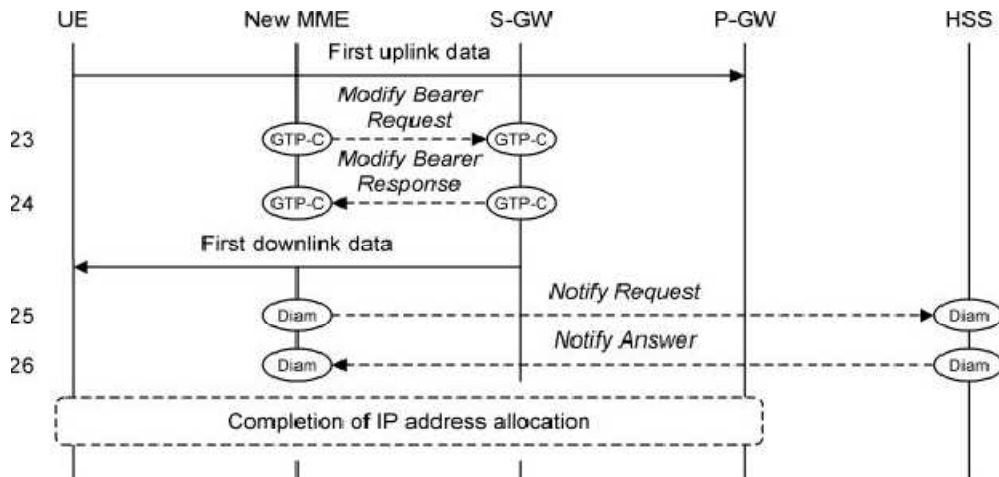 UE
New MME
S-GW
P-GW
HSS
First uplink data
Modify Bearer
Request
23
GTP-C
GTP-C
Modify Bearer
Response
24
GTP-C
GTP-C
First downlink data
Notify Request
25
Diam
Diam
Notify Answer
26
Diam
Diam
Completion of IP address allocation